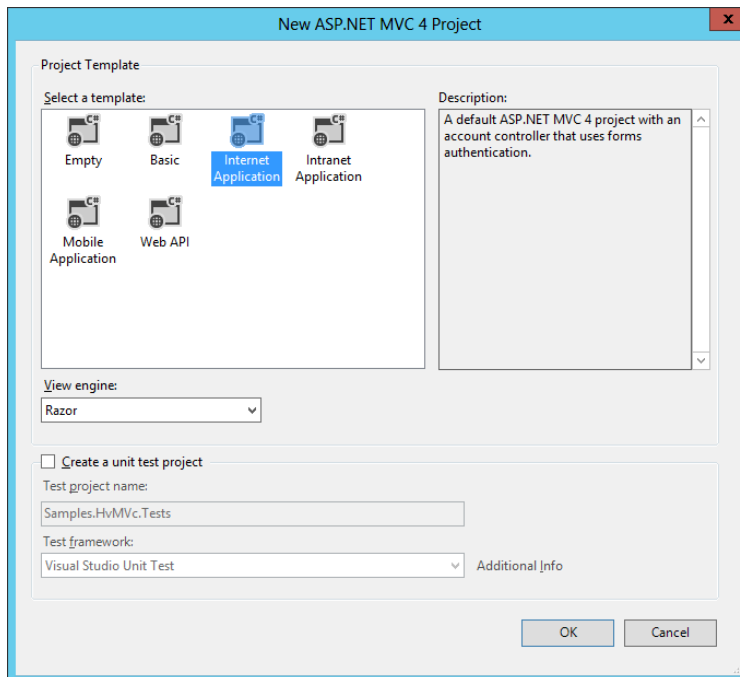 New ASP.NET MVC 4 Project
x
Project Template
Select a template:
Description:
C#
C#
C#
C#
Empty
Basic
Internet
Application
Intranet
Application
C#
C#
Mobile
Application
Web API
A default ASP.NET MVC 4 project with an
account controller that uses forms
authentication.
View engine:
Razor
Create a unit test project
Test project name:
Samples.HvMVc.Tests
Test framework:
Visual Studio Unit Test
Additional Info
OK
Cancel